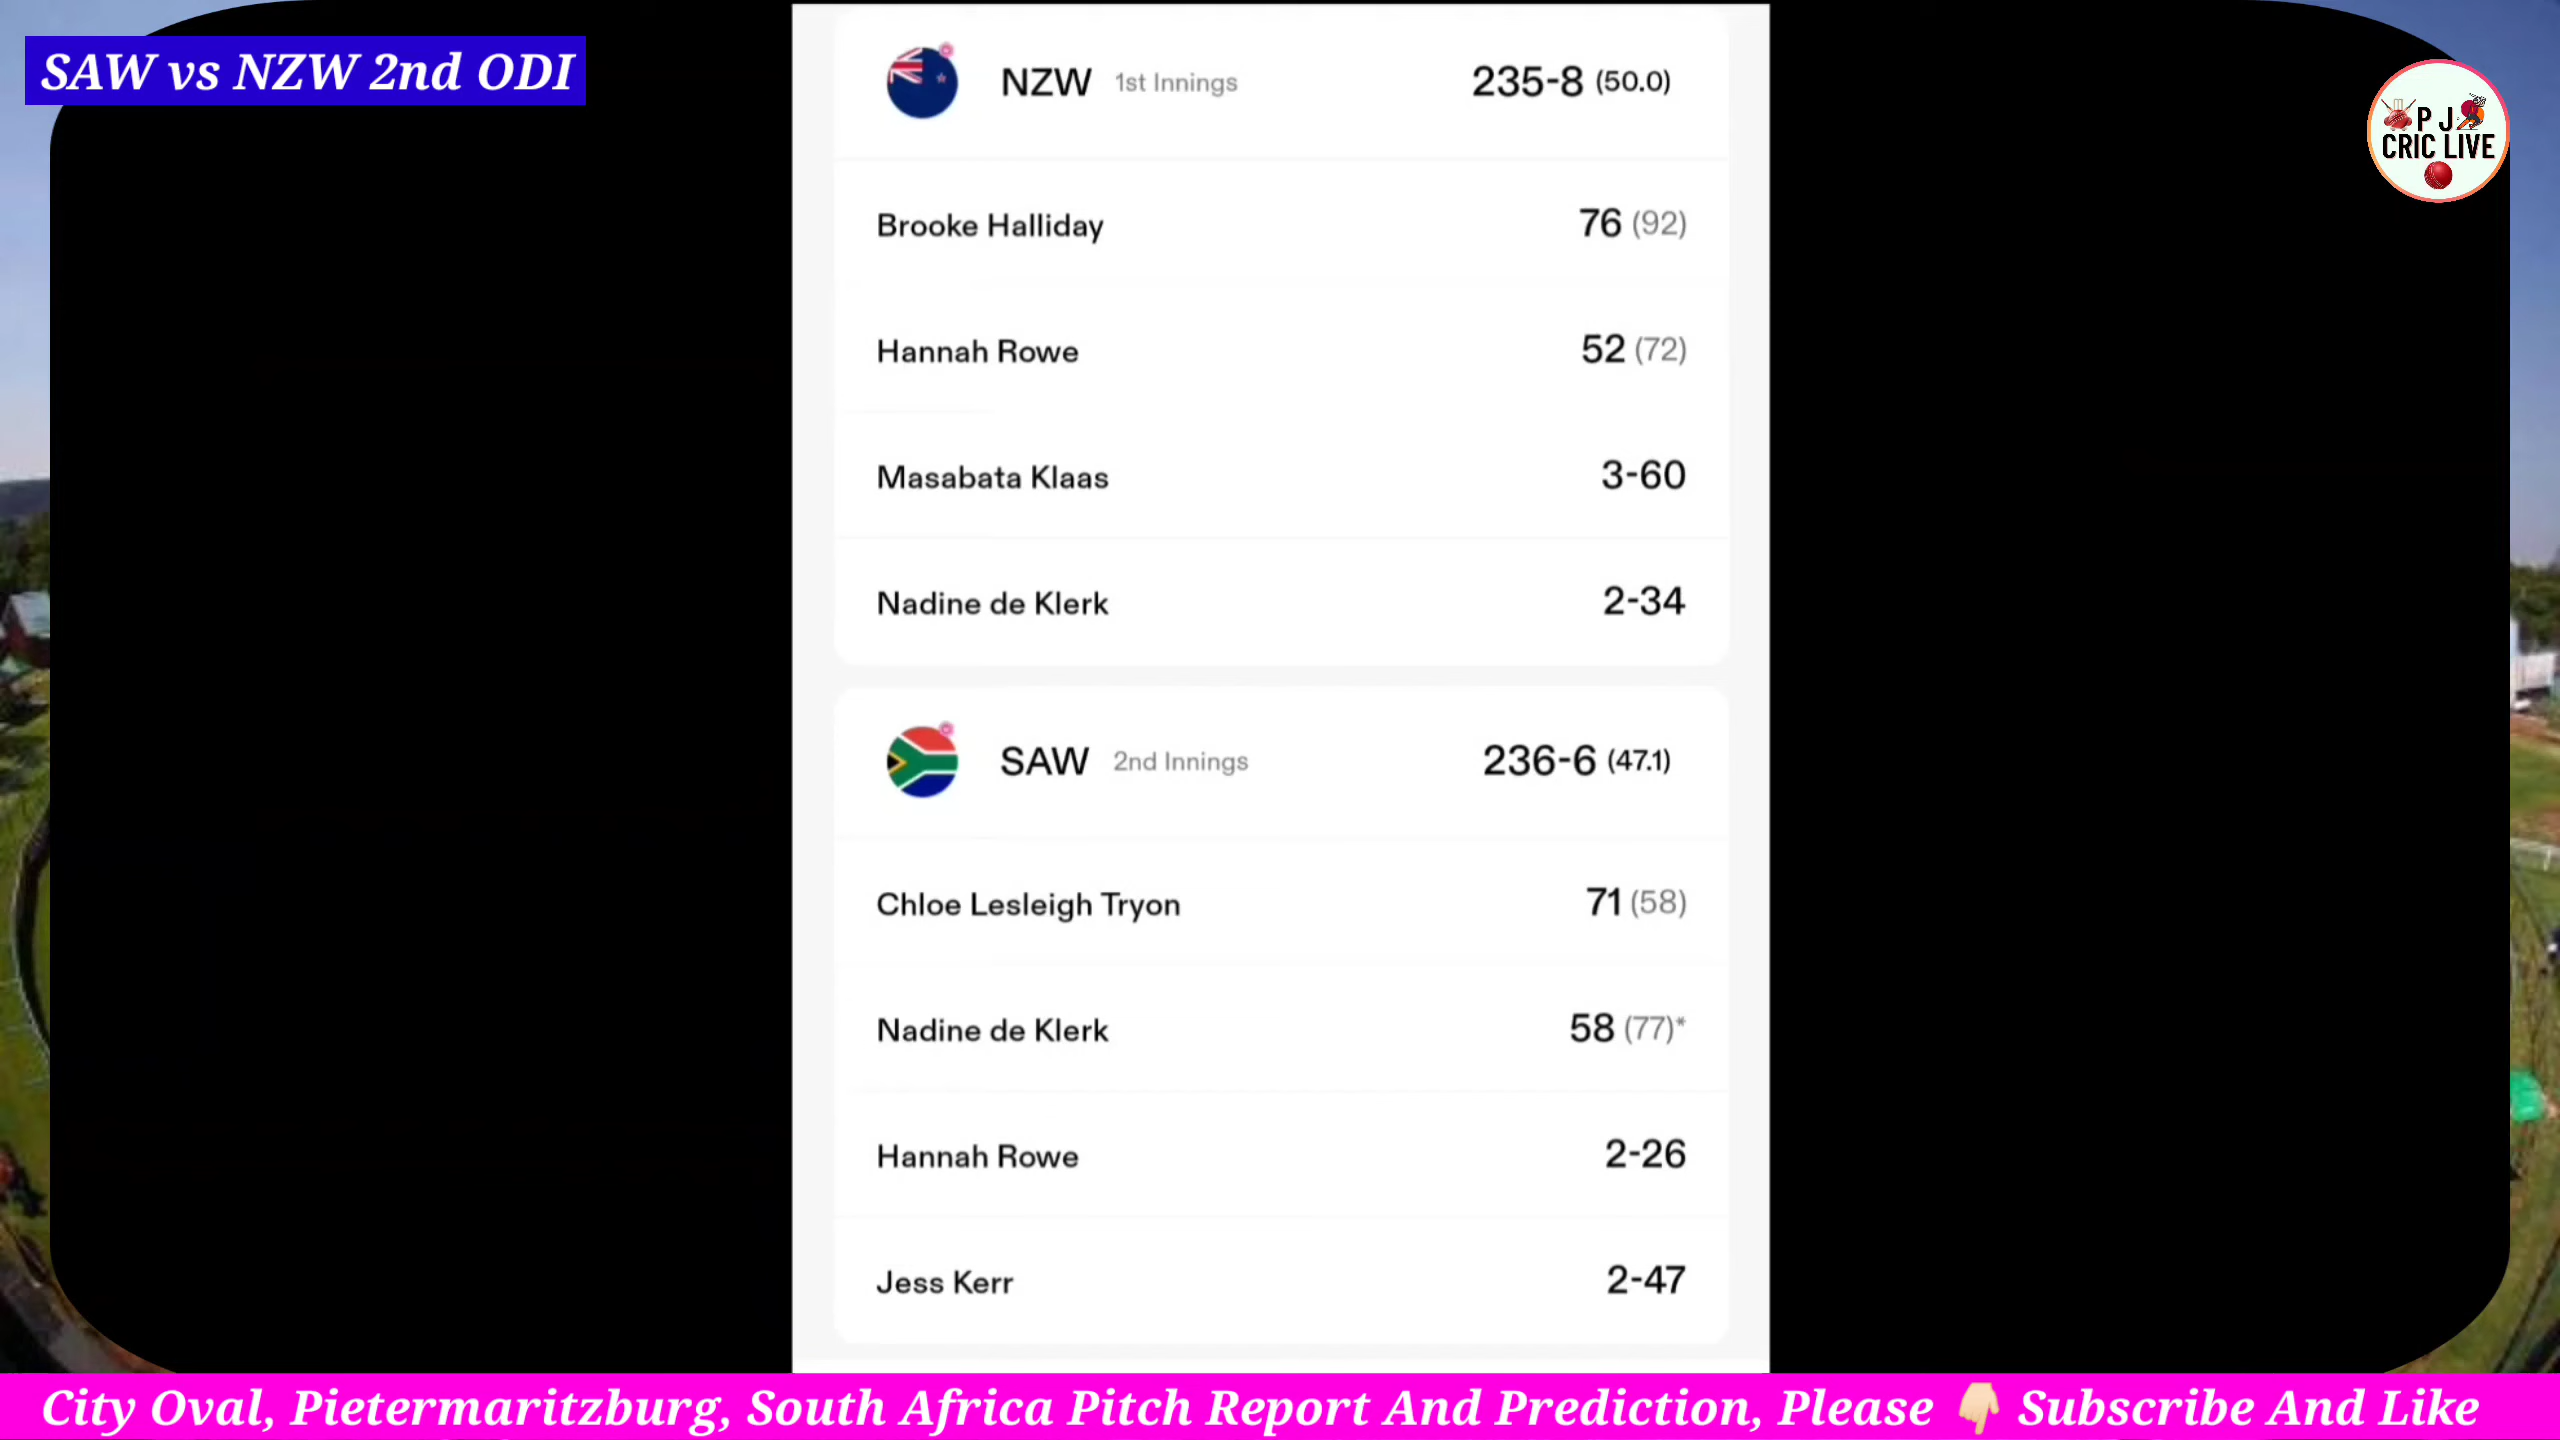 SAW vs NZW 2nd ODI
P J
CRIC LIVE
NZW 1st Innings 235-8 (50.0)
Brooke Halliday 76 (92)
Hannah Rowe 52 (72)
Masabata Klaas 3-60
Nadine de Klerk 2-34
SAW 2nd Innings 236-6 (47.1)
Chloe Lesleigh Tryon 71 (58)
Nadine de Klerk 58 (77)*
Hannah Rowe 2-26
Jess Kerr 2-47
City Oval, Pietermaritzburg, South Africa Pitch Report And Prediction, Please 👇🏼 Subscribe And Like